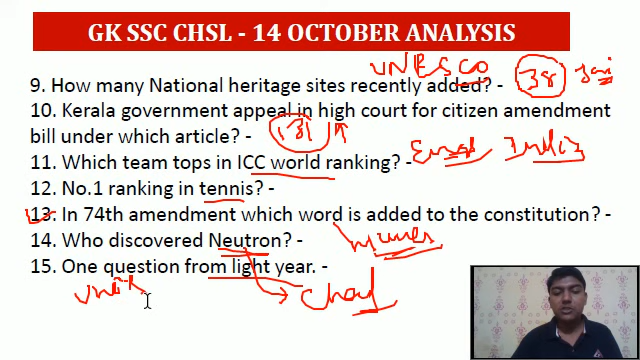 GK SSC CHSL - 14 OCTOBER ANALYSIS
UNESCO
9. How many National heritage sites recently added? - 38
10. Kerala government appeal in high court for citizen amendment
bill under which article? - 131
11. Which team tops in ICC world ranking? - India
12. No.1 ranking in tennis? -
13. In 74th amendment which word is added to the constitution? -
14. Who discovered Neutron? -
15. One question from light year. -
Chad